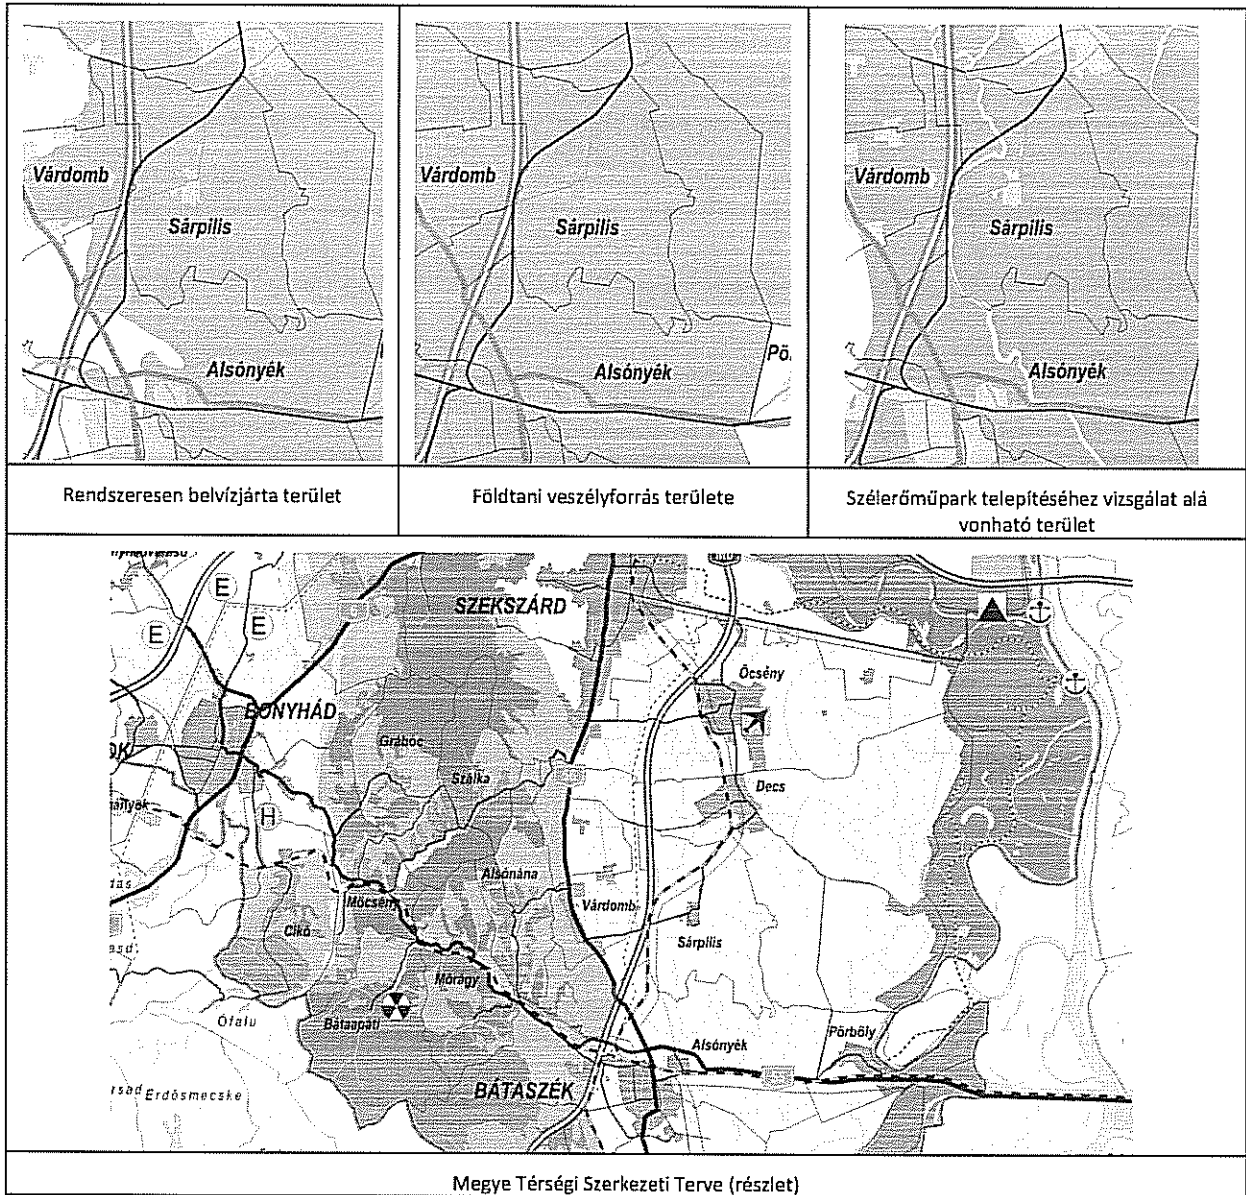 Várdomb
Sárpilis
Alsónyék
Várdomb
Sárpilis
Alsónyék
Várdomb
Sárpilis
Alsónyék
Rendszeresen belvízjárta terület
Földtani veszélyforrás területe
Szélerőműpark telepítéséhez vizsgálat alá
vonható terület
E
SZEKSZÁRD
E
E
Őcsény
BONYHÁD
Grábóc
Szálka
Decs
H
Alsónána
Mőcsény
Várdomb
Cikó
Sárpilis
Mórágy
Ófalu
Bátaapáti
Alsónyék
Pörböly
Erdősmecske
BÁTASZÉK
Megye Térségi Szerkezeti Terve (részlet)